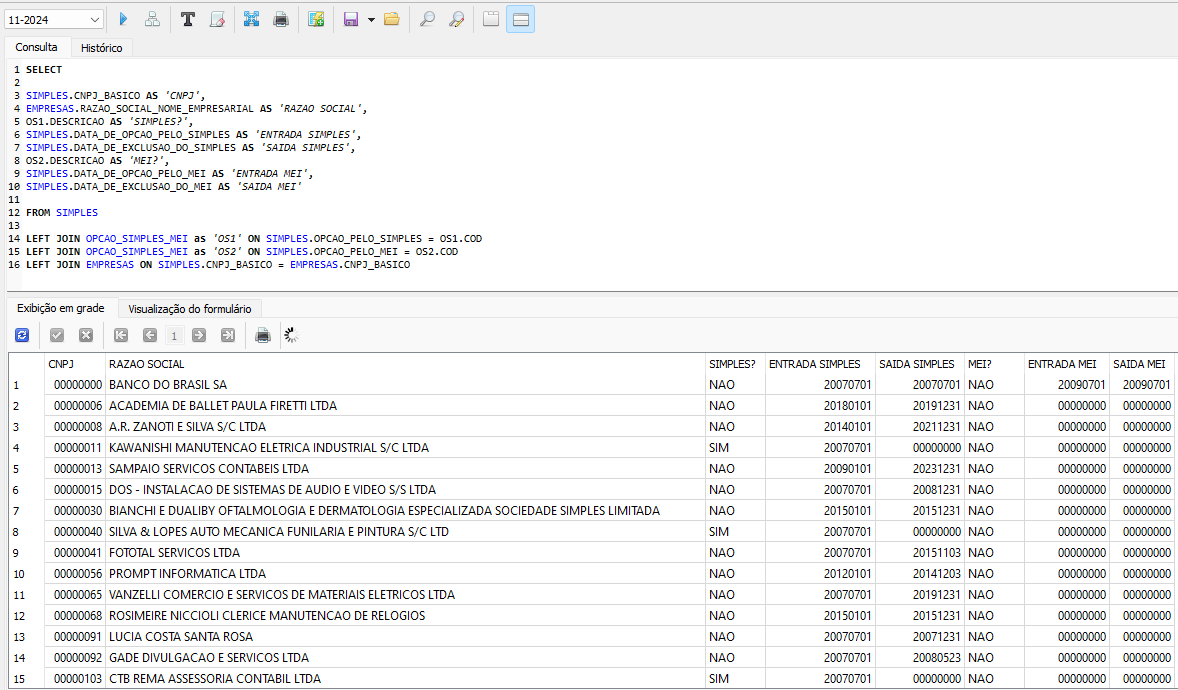 11-2024
Consulta Histórico
1 SELECT
2
3 SIMPLES.CNPJ_BASICO AS 'CNPJ',
4 EMPRESAS.RAZAO_SOCIAL_NOME_EMPRESARIAL AS 'RAZAO SOCIAL',
5 OS1.DESCRICAO AS 'SIMPLES?',
6 SIMPLES.DATA_DE_OPCAO_PELO_SIMPLES AS 'ENTRADA SIMPLES',
7 SIMPLES.DATA_DE_EXCLUSAO_DO_SIMPLES AS 'SAIDA SIMPLES',
8 OS2.DESCRICAO AS 'MEI?',
9 SIMPLES.DATA_DE_OPCAO_PELO_MEI AS 'ENTRADA MEI',
10 SIMPLES.DATA_DE_EXCLUSAO_DO_MEI AS 'SAIDA MEI'
11
12 FROM SIMPLES
13
14 LEFT JOIN OPCAO_SIMPLES_MEI as 'OS1' ON SIMPLES.OPCAO_PELO_SIMPLES = OS1.COD
15 LEFT JOIN OPCAO_SIMPLES_MEI as 'OS2' ON SIMPLES.OPCAO_PELO_MEI = OS2.COD
16 LEFT JOIN EMPRESAS ON SIMPLES.CNPJ_BASICO = EMPRESAS.CNPJ_BASICO
Exibição em grade Visualização do formulário
1
CNPJ RAZAO SOCIAL SIMPLES? ENTRADA SIMPLES SAIDA SIMPLES MEI? ENTRADA MEI SAIDA MEI
1 00000000 BANCO DO BRASIL SA NAO 20070701 20070701 NAO 20090701 20090701
2 00000006 ACADEMIA DE BALLET PAULA FIRETTI LTDA NAO 20180101 20191231 NAO 00000000 00000000
3 00000008 A.R. ZANOTI E SILVA S/C LTDA NAO 20140101 20211231 NAO 00000000 00000000
4 00000011 KAWANISHI MANUTENCAO ELETRICA INDUSTRIAL S/C LTDA SIM 20070701 00000000 NAO 00000000 00000000
5 00000013 SAMPAIO SERVICOS CONTABEIS LTDA NAO 20090101 20231231 NAO 00000000 00000000
6 00000015 DOS - INSTALACAO DE SISTEMAS DE AUDIO E VIDEO S/S LTDA NAO 20070701 20081231 NAO 00000000 00000000
7 00000030 BIANCHI E DUALIBY OFTALMOLOGIA E DERMATOLOGIA ESPECIALIZADA SOCIEDADE SIMPLES LIMITADA NAO 20150101 20151231 NAO 00000000 00000000
8 00000040 SILVA & LOPES AUTO MECANICA FUNILARIA E PINTURA S/C LTD SIM 20070701 00000000 NAO 00000000 00000000
9 00000041 FOTOTAL SERVICOS LTDA NAO 20070701 20151103 NAO 00000000 00000000
10 00000056 PROMPT INFORMATICA LTDA NAO 20120101 20141203 NAO 00000000 00000000
11 00000065 VANZELLI COMERCIO E SERVICOS DE MATERIAIS ELETRICOS LTDA NAO 20070701 20191231 NAO 00000000 00000000
12 00000068 ROSIMEIRE NICCIOLI CLERICE MANUTENCAO DE RELOGIOS NAO 20150101 20151231 NAO 00000000 00000000
13 00000091 LUCIA COSTA SANTA ROSA NAO 20070701 20071231 NAO 00000000 00000000
14 00000092 GADE DIVULGACAO E SERVICOS LTDA NAO 20070701 20080523 NAO 00000000 00000000
15 00000103 CTB REMA ASSESSORIA CONTABIL LTDA SIM 20070701 00000000 NAO 00000000 00000000